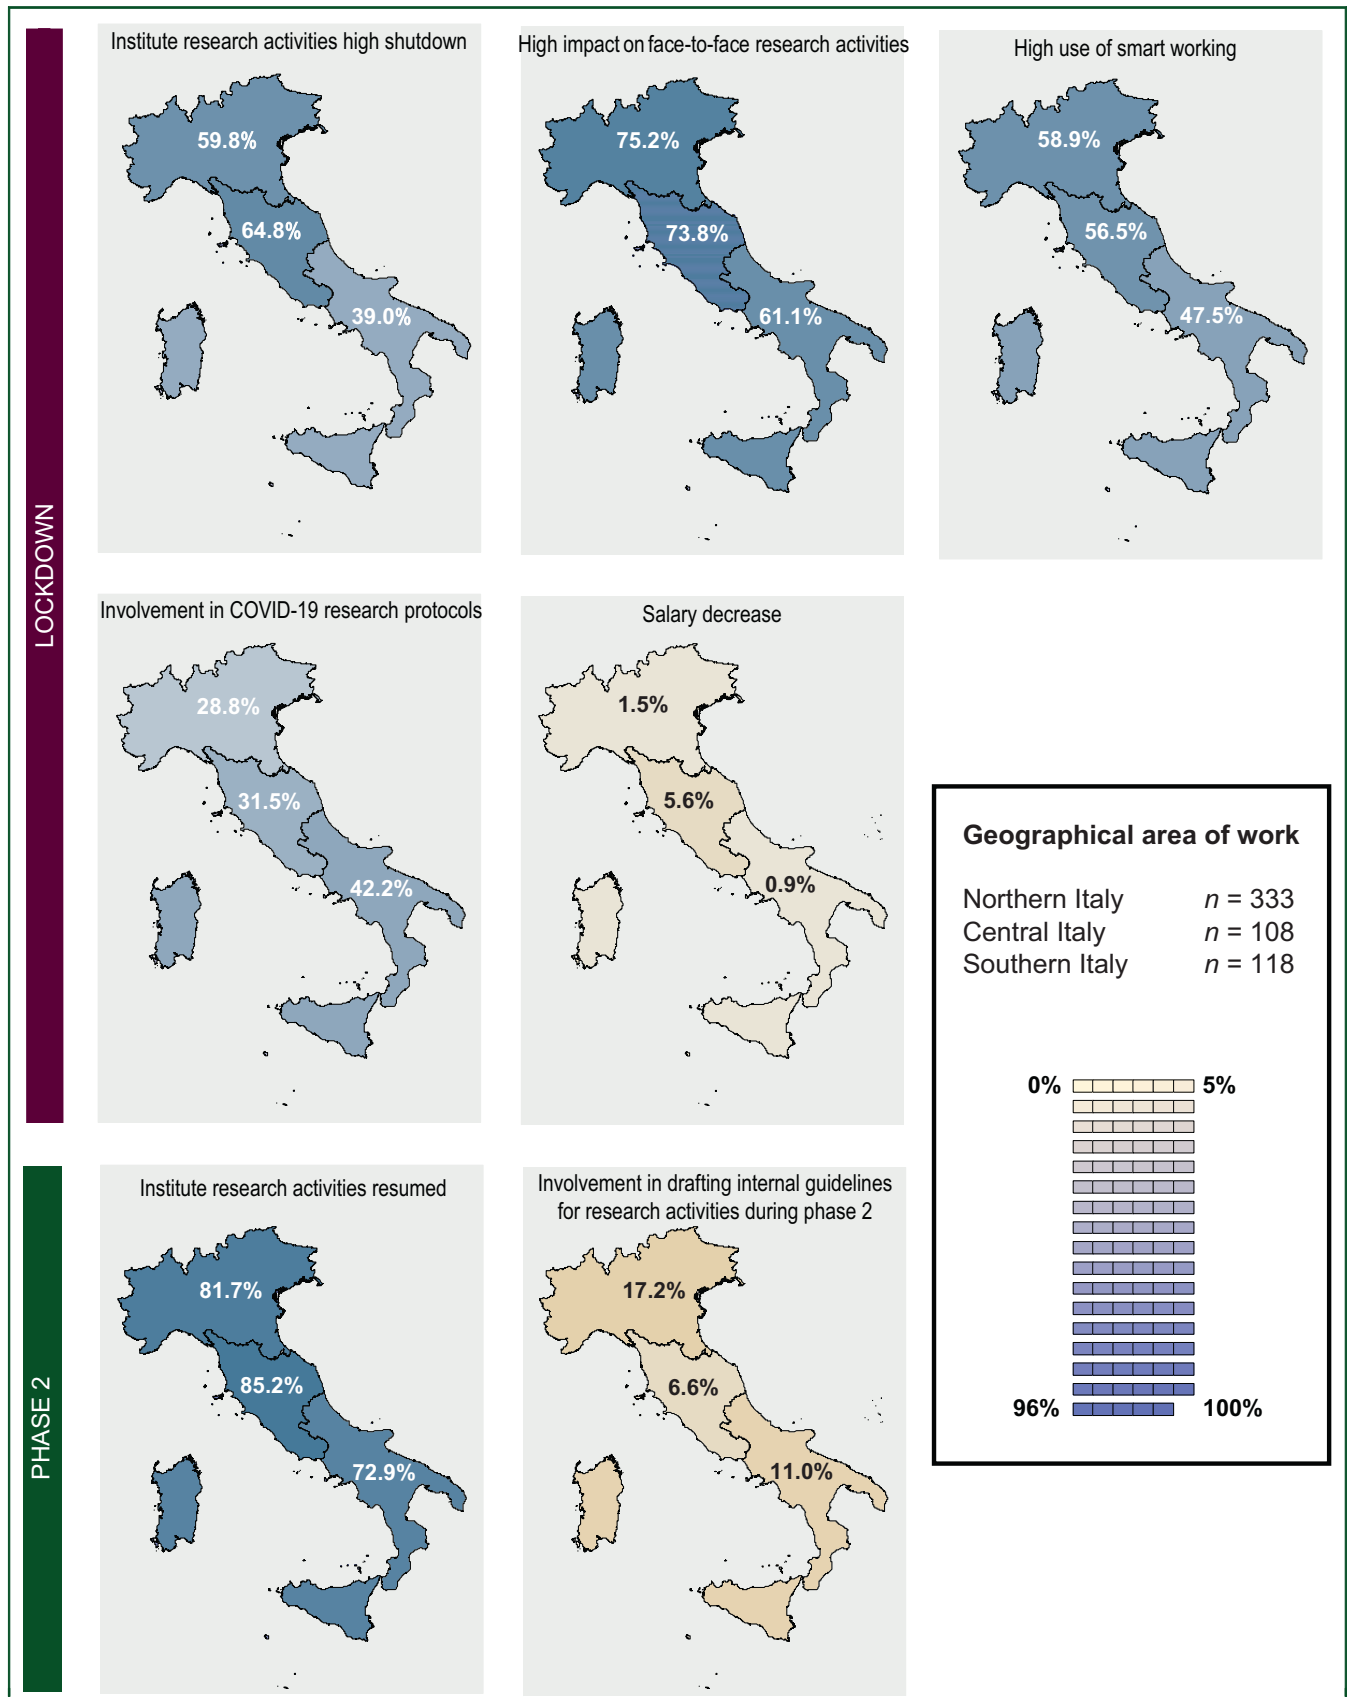 LOCKDOWN
Institute research activities high shutdown
59.8%
64.8%
39.0%
High impact on face-to-face research activities
75.2%
73.8%
61.1%
High use of smart working
58.9%
56.5%
47.5%
Involvement in COVID-19 research protocols
28.8%
31.5%
42.2%
Salary decrease
1.5%
5.6%
0.9%
Geographical area of work
Northern Italy n = 333
Central Italy n = 108
Southern Italy n = 118
0% 5%
96% 100%
PHASE 2
Institute research activities resumed
81.7%
85.2%
72.9%
Involvement in drafting internal guidelines
for research activities during phase 2
17.2%
6.6%
11.0%